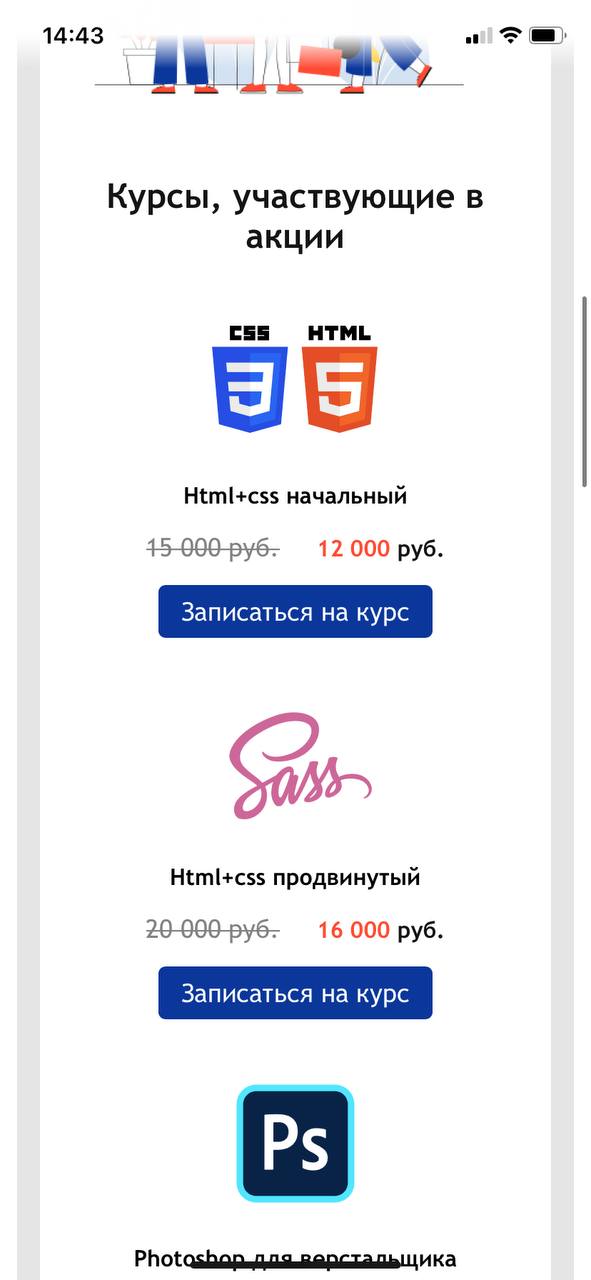 14:43
Курсы, участвующие в
акции
CSS HTML
3 5
Html+css начальный
15 000 руб. 12 000 руб.
Записаться на курс
Sass
Html+css продвинутый
20 000 руб. 16 000 руб.
Записаться на курс
Ps
Photoshop для верстальщика